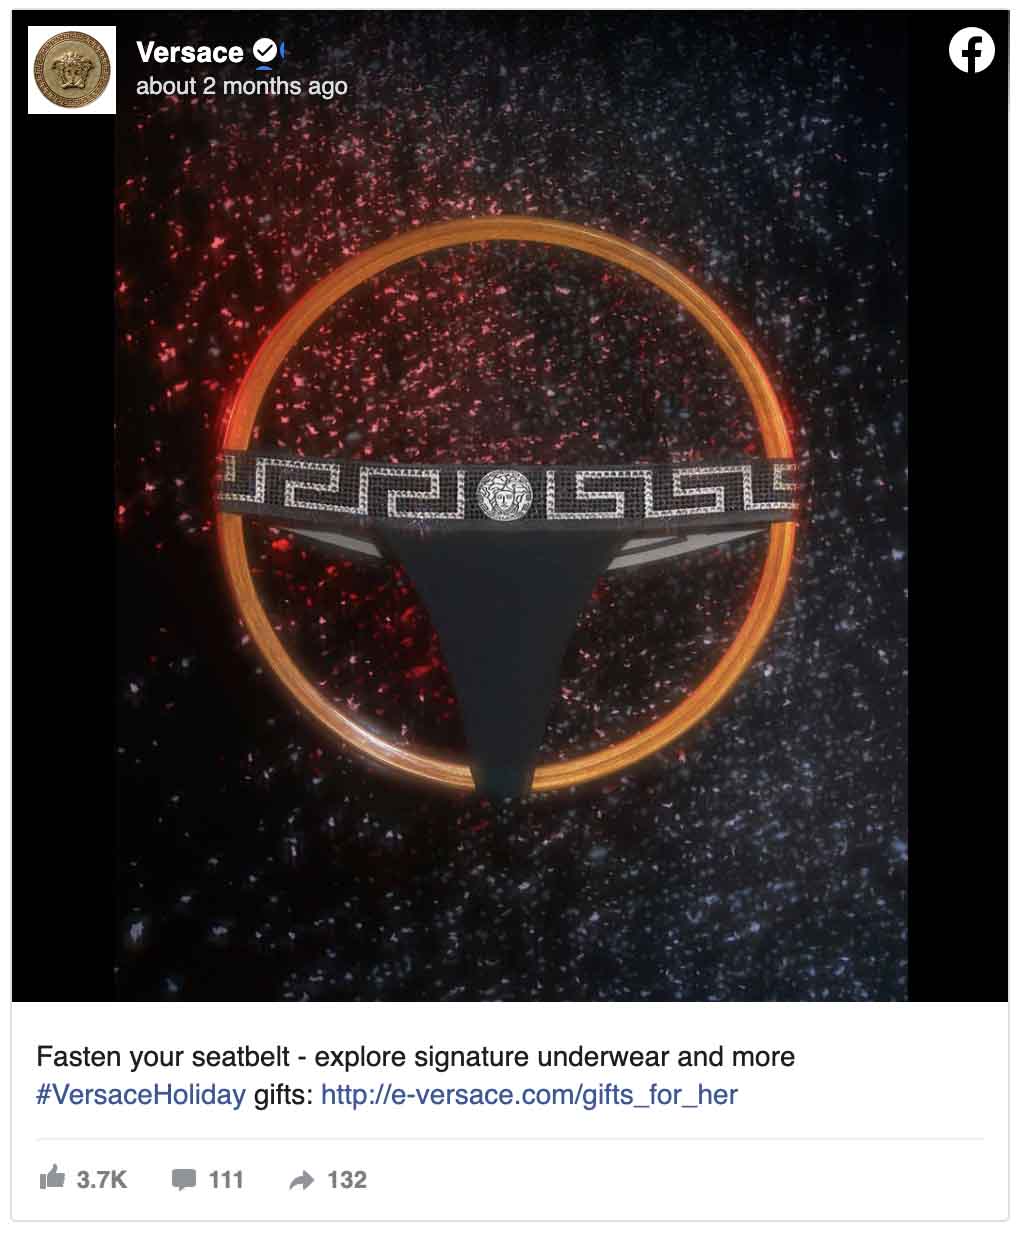 Versace
about 2 months ago
Fasten your seatbelt - explore signature underwear and more
#VersaceHoliday gifts: http://e-versace.com/gifts_for_her
3.7K 111 132